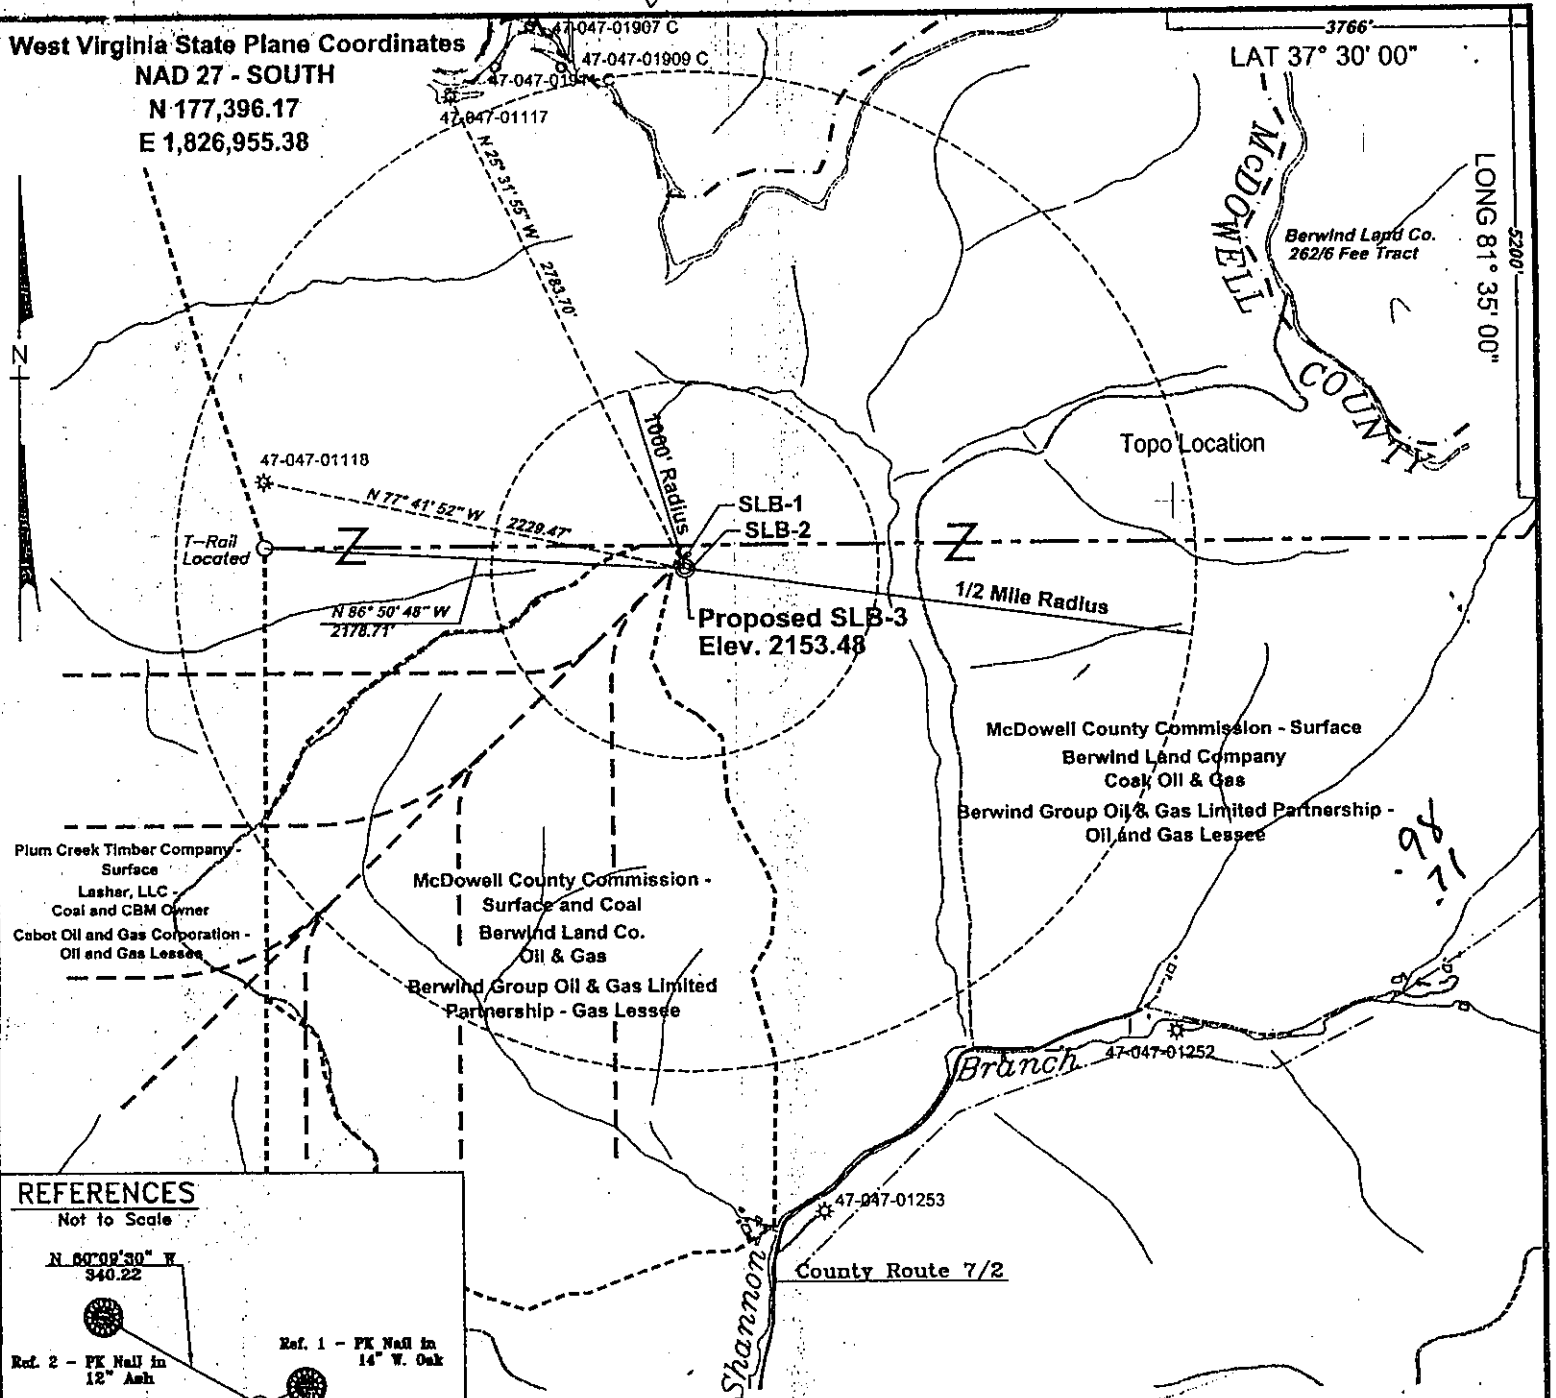 47-047-01907 C
3766'
West Virginia State Plane Coordinates
NAD 27 - SOUTH
N 177,396.17
E 1,826,955.38
47-047-01909 C
LAT 37° 30' 00"
47-047-01117
N 25° 31' 55" W
2783.70'
McDOWELL
COUNTY
LONG 81° 35' 00"
5200'
Berwind Land Co.
262/6 Fee Tract
N
1000' Radius
Topo Location
47-047-01118
N 77° 41' 52" W
2229.47'
SLB-1
SLB-2
T-Rail
Located
Z
Z
N 86° 50' 48" W
2178.71'
1/2 Mile Radius
Proposed SLB-3
Elev. 2153.48
McDowell County Commission - Surface
Berwind Land Company
Coal, Oil & Gas
Berwind Group Oil & Gas Limited Partnership -
Oil and Gas Lessee
.98
.71
Plum Creek Timber Company -
Surface
Lasher, LLC -
Coal and CBM Owner
Cabot Oil and Gas Corporation -
Oil and Gas Lessee
McDowell County Commission -
Surface and Coal
Berwind Land Co.
Oil & Gas
Berwind Group Oil & Gas Limited
Partnership - Gas Lessee
47-047-01252
Branch
47-047-01253
Shannon
County Route 7/2
REFERENCES
Not to Scale
N 60°09'30" W
340.22
Ref. 1 - PK Nail in
14" W. Oak
Ref. 2 - PK Nail in
12" Ash